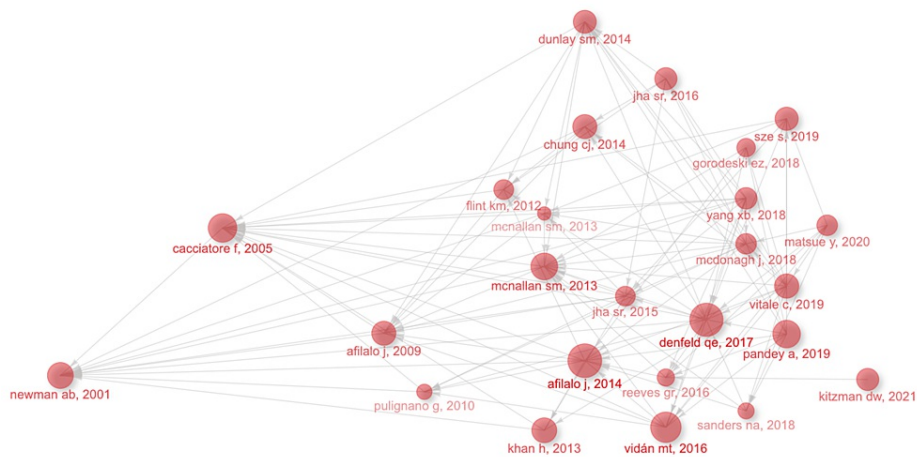 dunlay sm, 2014
jha sr, 2016
sze s, 2019
chung cj, 2014
gorodeski ez, 2018
flint km, 2012
yang xb, 2018
mcnallan sm, 2013
matsue y, 2020
cacciatore f, 2005
mcdonagh j, 2018
mcnallan sm, 2013
vitale c, 2019
jha sr, 2015
denfeld qe, 2017
afilalo j, 2009
pandey a, 2019
afilalo j, 2014
reeves gr, 2016
newman ab, 2001
kitzman dw, 2021
pulignano g, 2010
sanders na, 2018
khan h, 2013
vidán mt, 2016